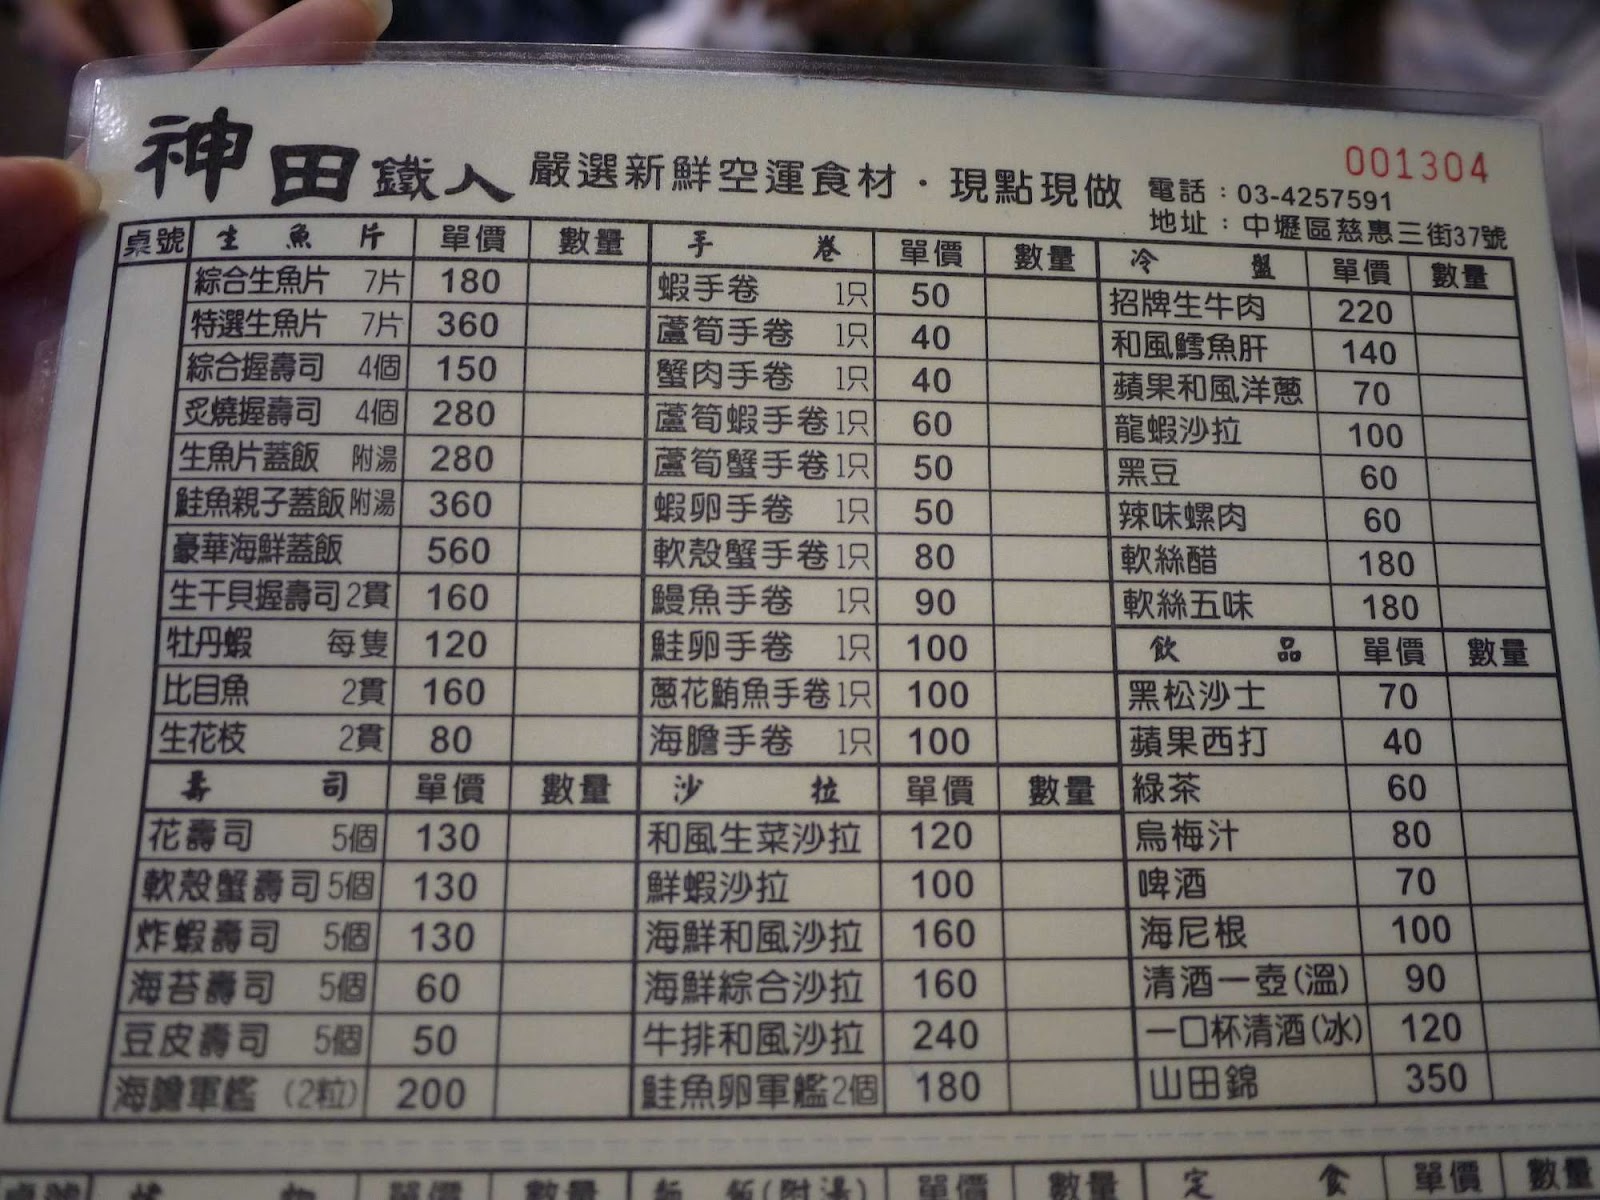 神田鐵人 嚴選新鮮空運食材・現點現做
001304
電話：03-4257591
地址：中壢區慈惠三街37號
桌號 生魚片 單價 數量 手卷 單價 數量 冷盤 單價 數量
綜合生魚片 7片 180 蝦手卷 1只 50 招牌生牛肉 220
特選生魚片 7片 360 蘆筍手卷 1只 40 和風鱈魚肝 140
綜合握壽司 4個 150 蟹肉手卷 1只 40 蘋果和風洋蔥 70
炙燒握壽司 4個 280 蘆筍蝦手卷 1只 60 龍蝦沙拉 100
生魚片蓋飯 附湯 280 蘆筍蟹手卷 1只 50 黑豆 60
鮭魚親子蓋飯 附湯 360 蝦卵手卷 1只 50 辣味螺肉 60
豪華海鮮蓋飯 560 軟殼蟹手卷 1只 80 軟絲醋 180
生干貝握壽司 2貫 160 鰻魚手卷 1只 90 軟絲五味 180
牡丹蝦 每隻 120 鮭卵手卷 1只 100 飲品 單價 數量
比目魚 2貫 160 蔥花鮪魚手卷 1只 100 黑松沙士 70
生花枝 2貫 80 海膽手卷 1只 100 蘋果西打 40
壽司 單價 數量 沙拉 單價 數量 綠茶 60
花壽司 5個 130 和風生菜沙拉 120 烏梅汁 80
軟殼蟹壽司 5個 130 鮮蝦沙拉 100 啤酒 70
炸蝦壽司 5個 130 海鮮和風沙拉 160 海尼根 100
海苔壽司 5個 60 海鮮綜合沙拉 160 清酒一壺(溫) 90
豆皮壽司 5個 50 牛排和風沙拉 240 一口杯清酒(冰) 120
海膽軍艦 (2粒) 200 鮭魚卵軍艦 2個 180 山田錦 350
桌號 單價 數量 (附湯) 單價 數量 定食 單價 數量